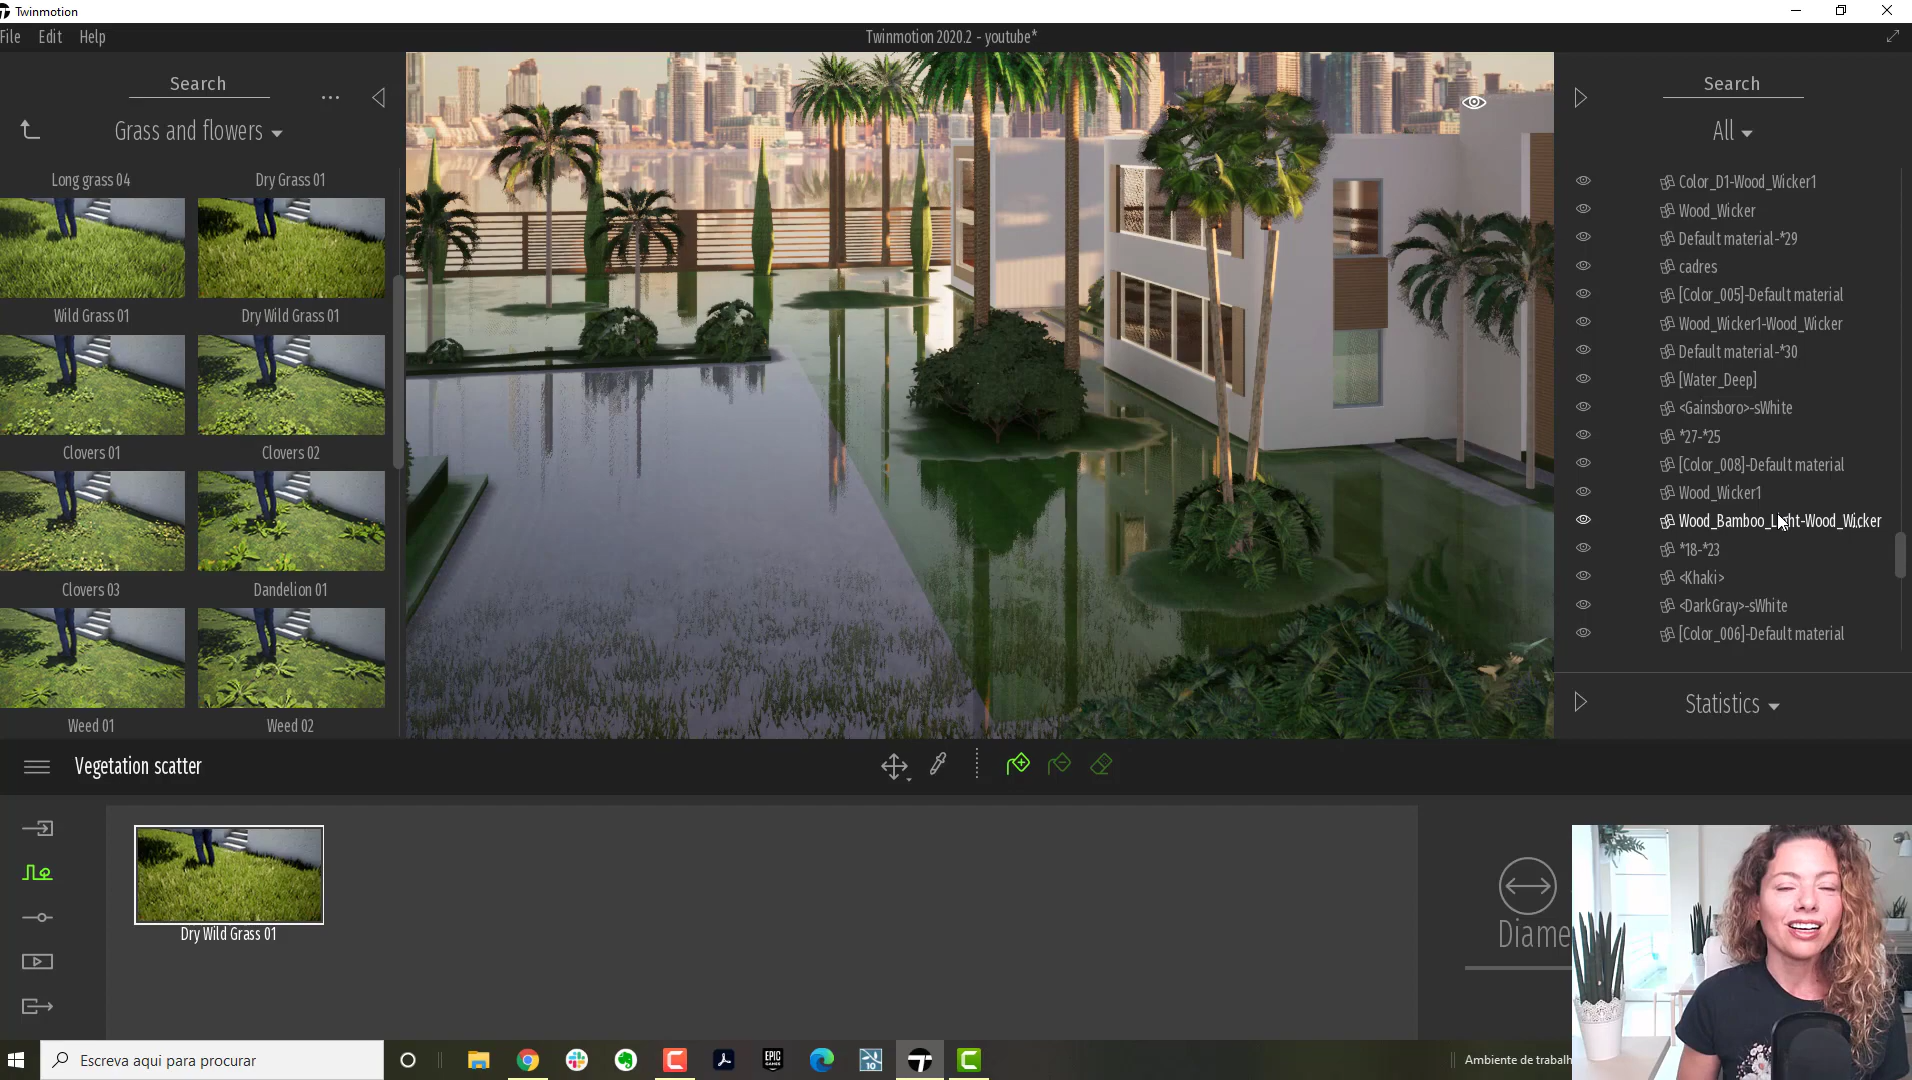 Twinmotion
File Edit Help
Twinmotion 2020.2 - youtube*
Search
...
Grass and flowers
Long grass 04
Dry Grass 01
Wild Grass 01
Dry Wild Grass 01
Clovers 01
Clovers 02
Clovers 03
Dandelion 01
Weed 01
Weed 02
Search
All
Color_D1-Wood_Wicker1
Wood_Wicker
Default material-*29
cadres
[Color_005]-Default material
Wood_Wicker1-Wood_Wicker
Default material-*30
[Water_Deep]
<Gainsboro>-sWhite
*27-*25
[Color_008]-Default material
Wood_Wicker1
Wood_Bamboo_Light-Wood_Wicker
*18-*23
<Khaki>
<DarkGray>-sWhite
[Color_006]-Default material
Statistics
Vegetation scatter
Dry Wild Grass 01
Diame
Escreva aqui para procurar
EPIC
GAMES
10
Ambiente de trabalh